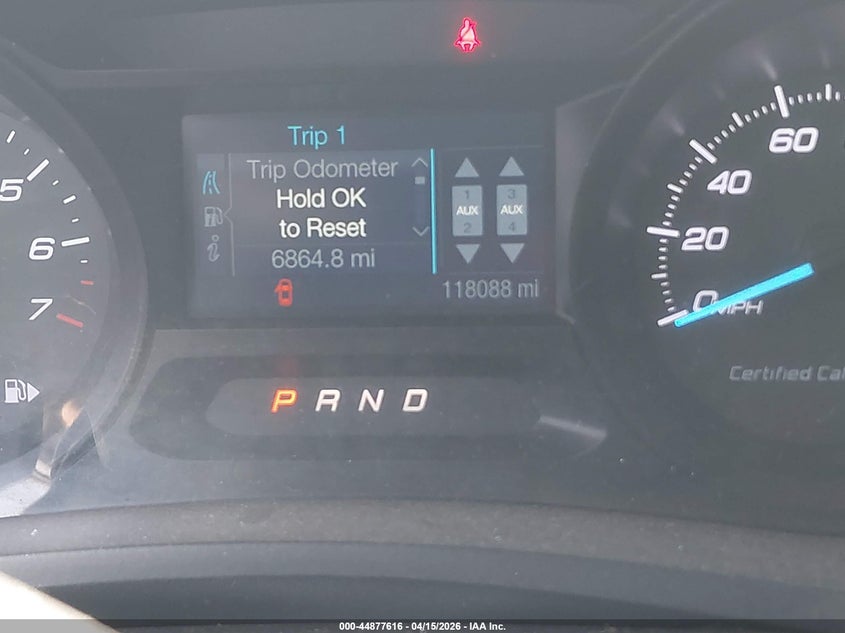 Trip 1
Trip Odometer
Hold OK
to Reset
6864.8 mi
1
AUX
2
3
AUX
4
118088 mi
5
6
7
60
40
20
0
MPH
Certified Cal
P R N D
000-44877616 - 04/15/2026 - IAA Inc.